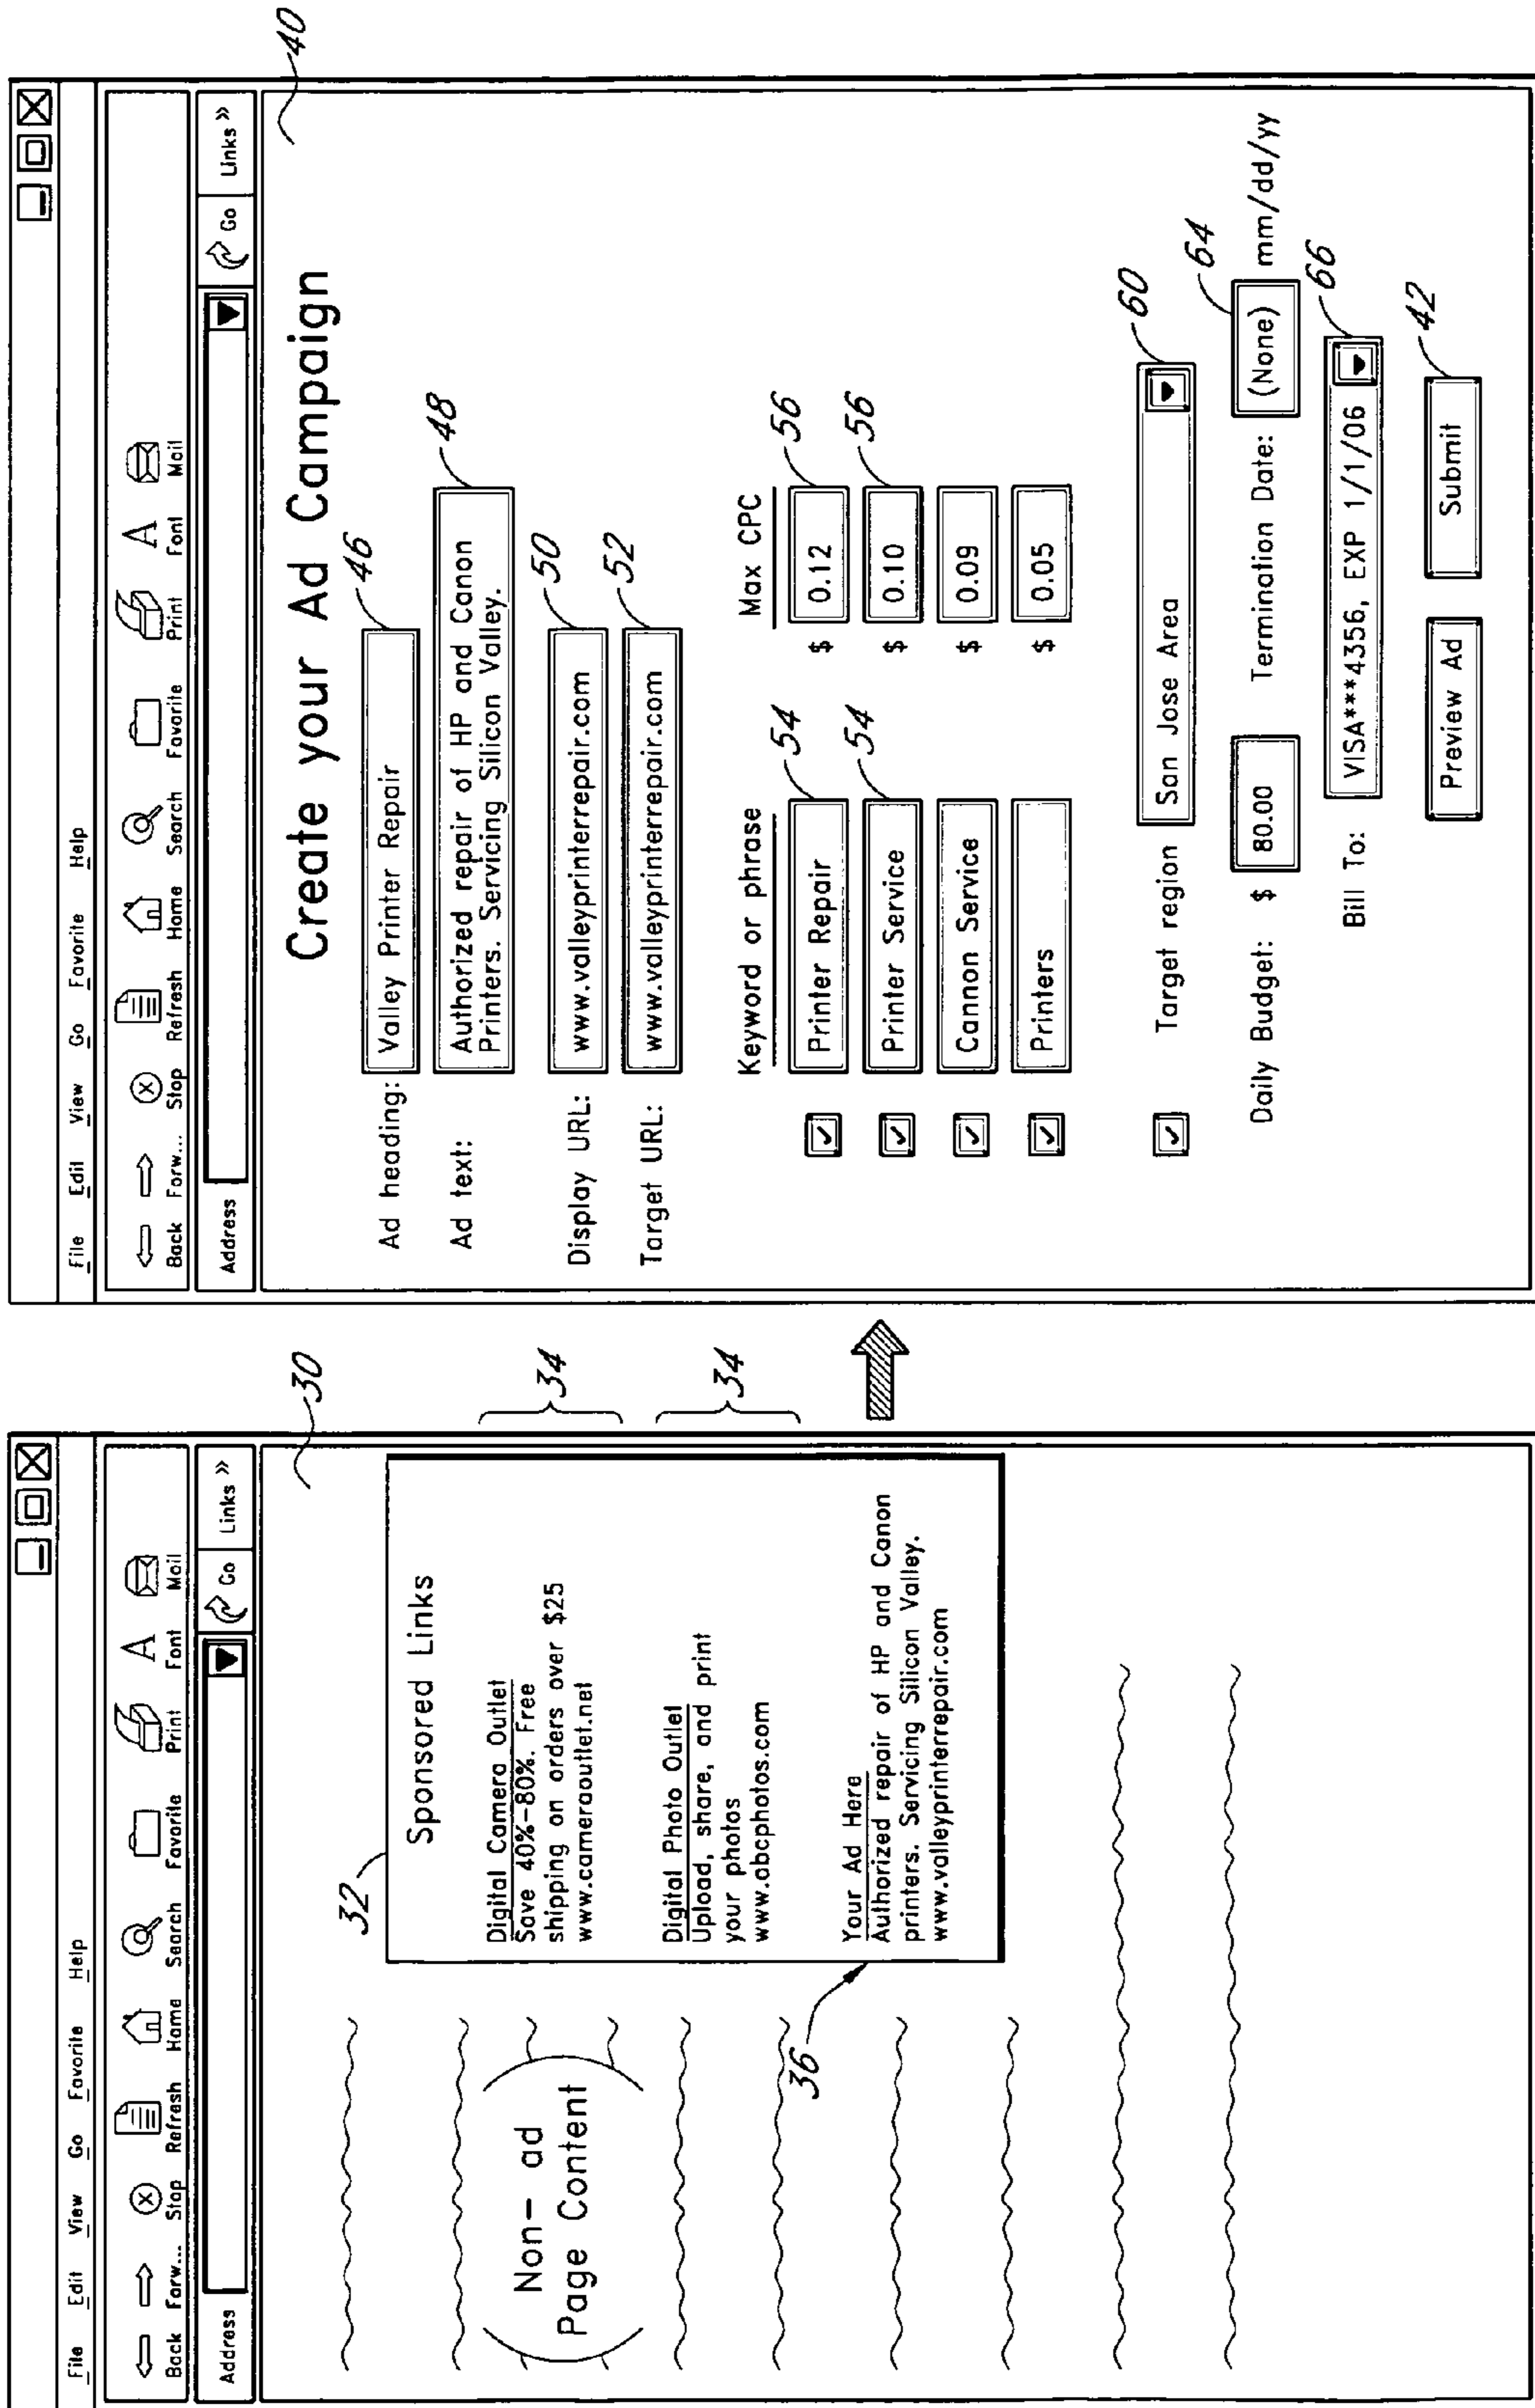 File Edit View Go Favorite Help
Back Forw... Stop Refresh Home Search Favorite Print Font Mail
Address Go Links »
30
32
Sponsored Links
Digital Camera Outlet
Save 40%-80%. Free
shipping on orders over $25
www.cameraoutlet.net
34
Non- ad
Page Content
Digital Photo Outlet
Upload, share, and print
your photos
www.abcphotos.com
34
36
Your Ad Here
Authorized repair of HP and Canon
printers. Servicing Silicon Valley.
www.valleyprinterrepair.com
File Edit View Go Favorite Help
Back Forw... Stop Refresh Home Search Favorite Print Font Mail
Address Go Links »
40
Create your Ad Campaign
Ad heading: Valley Printer Repair 46
Ad text: Authorized repair of HP and Canon
Printers. Servicing Silicon Valley. 48
Display URL: www.valleyprinterrepair.com 50
Target URL: www.valleyprinterrepair.com 52
Keyword or phrase Max CPC
Printer Repair 54 $ 0.12 56
Printer Service 54 $ 0.10 56
Cannon Service $ 0.09
Printers $ 0.05
Target region San Jose Area 60
Daily Budget: $ 80.00 Termination Date: (None) mm/dd/yy 64
Bill To: VISA***4356, EXP 1/1/06 66
Preview Ad Submit 42